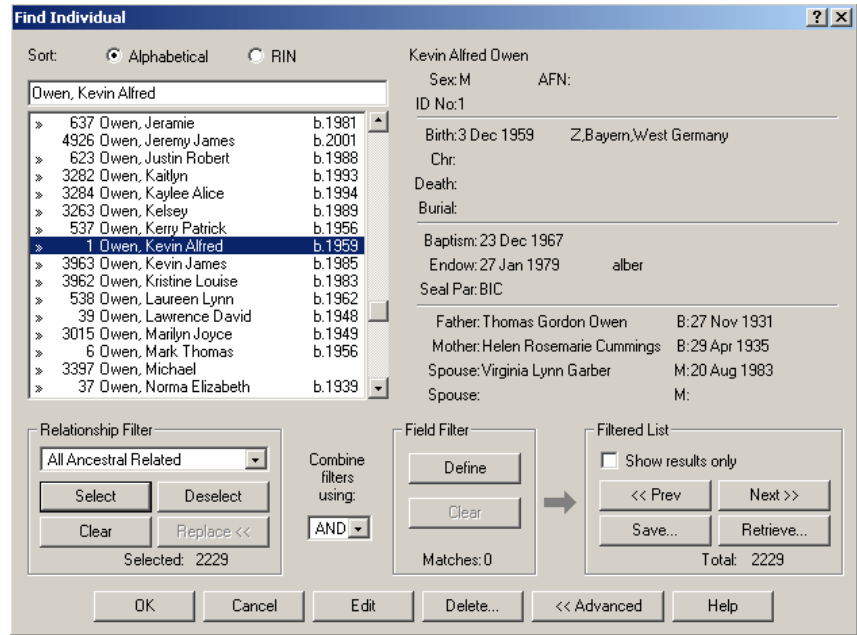 Find Individual
Sort: Alphabetical RIN
Owen, Kevin Alfred
» 637 Owen, Jeramie b.1981
4926 Owen, Jeremy James b.2001
» 623 Owen, Justin Robert b.1988
» 3282 Owen, Kaitlyn b.1993
» 3284 Owen, Kaylee Alice b.1994
» 3263 Owen, Kelsey b.1989
» 537 Owen, Kerry Patrick b.1956
» 1 Owen, Kevin Alfred b.1959
» 3963 Owen, Kevin James b.1985
» 3962 Owen, Kristine Louise b.1983
» 538 Owen, Laureen Lynn b.1962
» 39 Owen, Lawrence David b.1948
» 3015 Owen, Marilyn Joyce b.1949
» 6 Owen, Mark Thomas b.1956
» 3397 Owen, Michael
» 37 Owen, Norma Elizabeth b.1939
Kevin Alfred Owen
Sex:M AFN:
ID No:1
Birth:3 Dec 1959 Z,Bayern,West Germany
Chr:
Death:
Burial:
Baptism:23 Dec 1967
Endow:27 Jan 1979 alber
Seal Par:BIC
Father:Thomas Gordon Owen B:27 Nov 1931
Mother:Helen Rosemarie Cummings B:29 Apr 1935
Spouse:Virginia Lynn Garber M:20 Aug 1983
Spouse: M:
Relationship Filter
All Ancestral Related
Select Deselect
Clear Replace <<
Selected: 2229
Combine
filters
using:
AND
Field Filter
Define
Clear
Matches:0
Filtered List
Show results only
<< Prev Next >>
Save... Retrieve...
Total: 2229
OK Cancel Edit Delete... << Advanced Help